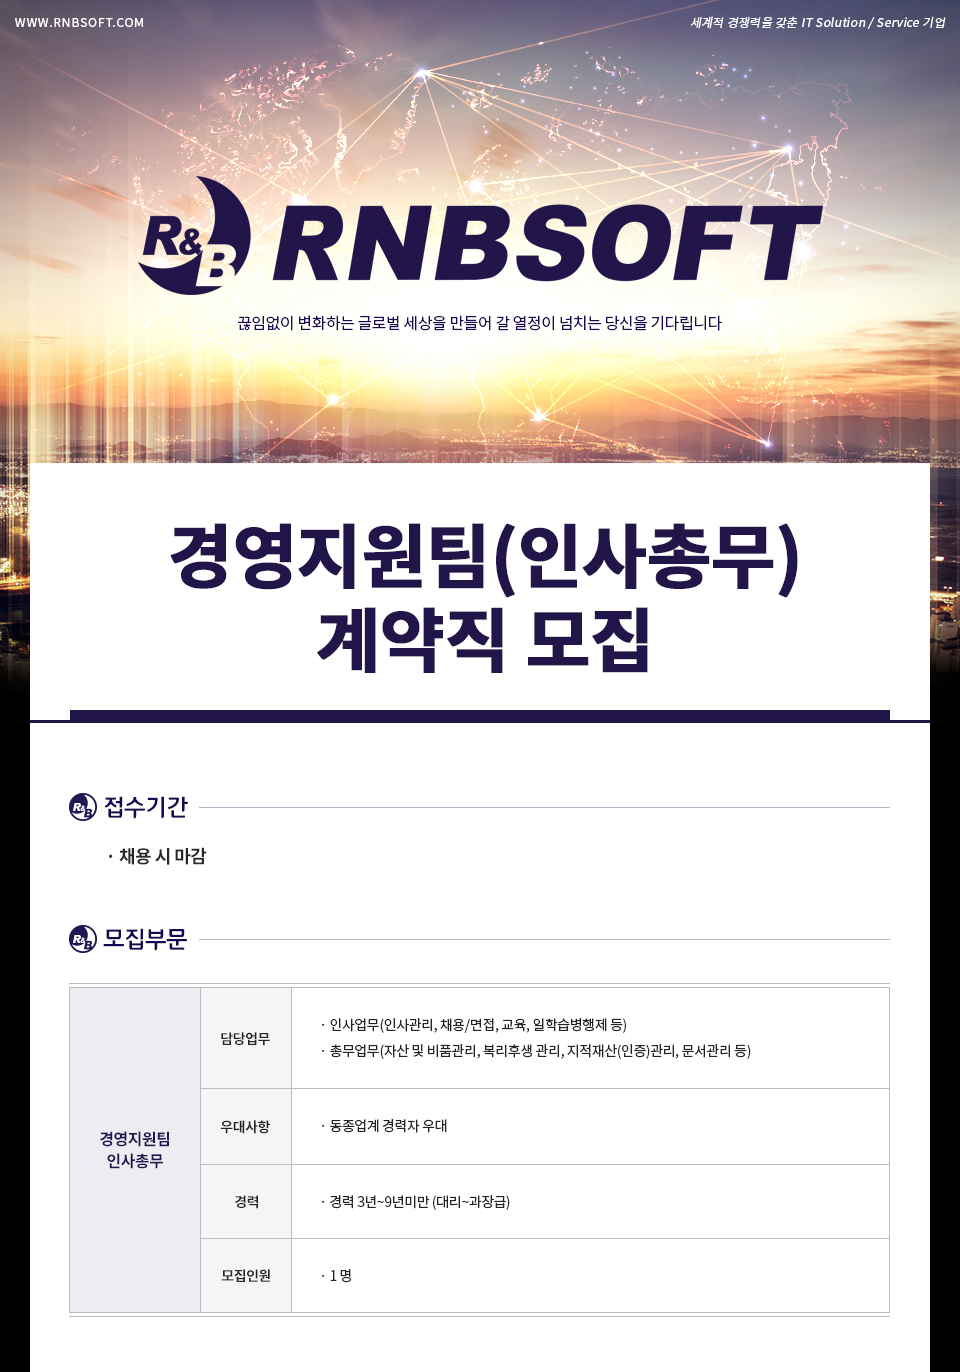 WWW.RNBSOFT.COM
세계적 경쟁력을 갖춘 IT Solution / Service 기업
R&B RNBSOFT
끊임없이 변화하는 글로벌 세상을 만들어 갈 열정이 넘치는 당신을 기다립니다
경영지원팀(인사총무)
계약직 모집
R&B 접수기간
· 채용 시 마감
R&B 모집부문
경영지원팀
인사총무
담당업무
· 인사업무(인사관리, 채용/면접, 교육, 일학습병행제 등)
· 총무업무(자산 및 비품관리, 복리후생 관리, 지적재산(인증)관리, 문서관리 등)
우대사항
· 동종업계 경력자 우대
경력
· 경력 3년~9년미만 (대리~과장급)
모집인원
· 1 명